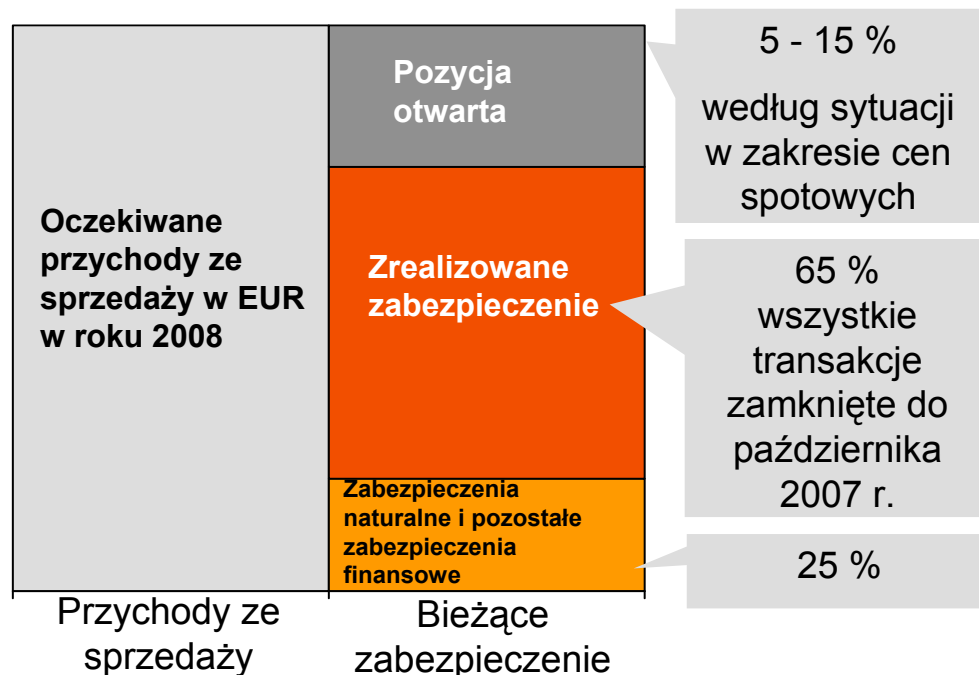 Oczekiwane
przychody ze
sprzedaży w EUR
w roku 2008
Pozycja
otwarta
Zrealizowane
zabezpieczenie
Zabezpieczenia
naturalne i pozostałe
zabezpieczenia
finansowe
5 - 15 %
według sytuacji
w zakresie cen
spotowych
65 %
wszystkie
transakcje
zamknięte do
października
2007 r.
25 %
Przychody ze
sprzedaży
Bieżące
zabezpieczenie